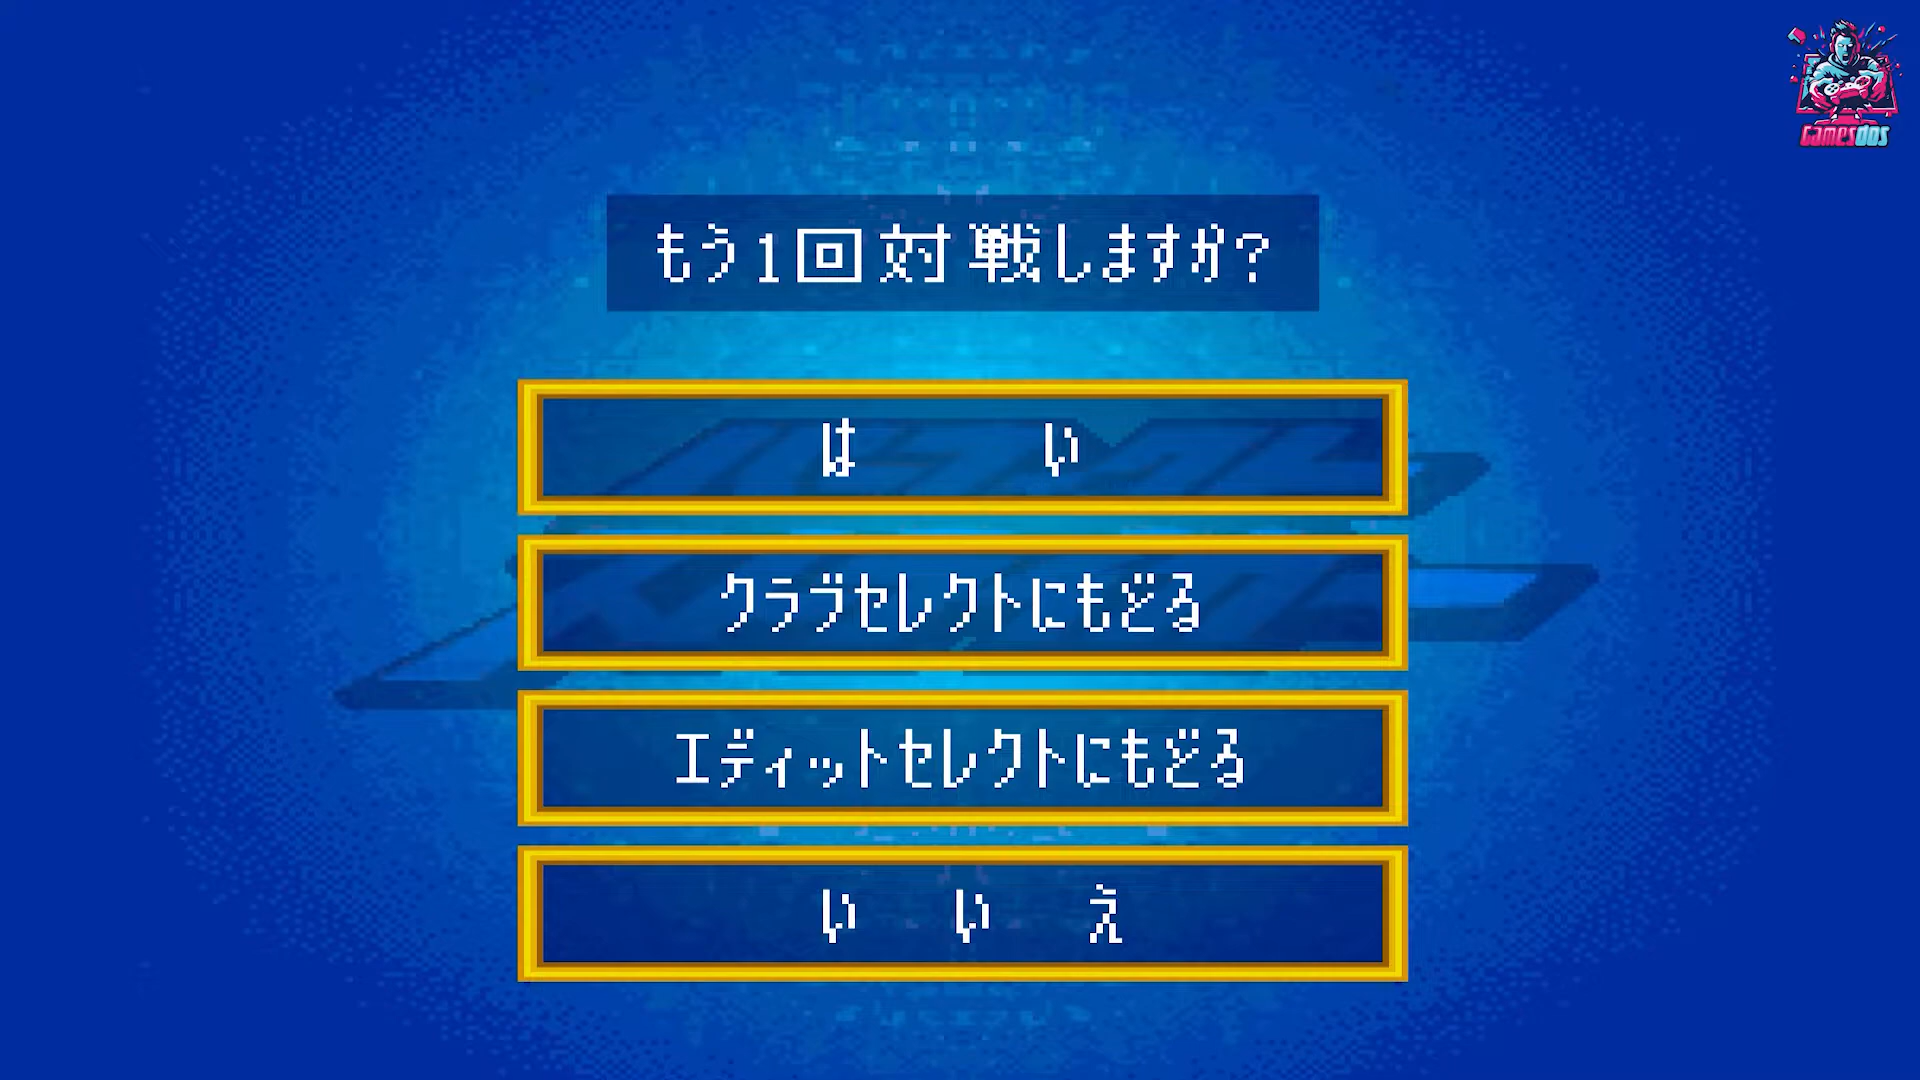 Gamesdos
もう1回対戦しますか?
はい
クラブセレクトにもどる
エディットセレクトにもどる
いいえ